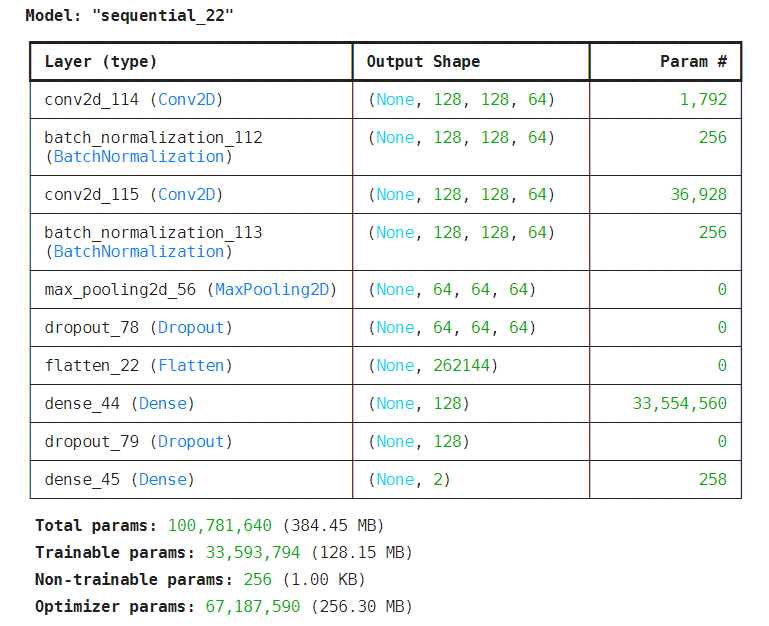 Model: "sequential_22"
Layer (type) Output Shape Param #
conv2d_114 (Conv2D) (None, 128, 128, 64) 1,792
batch_normalization_112 (None, 128, 128, 64) 256
(BatchNormalization)
conv2d_115 (Conv2D) (None, 128, 128, 64) 36,928
batch_normalization_113 (None, 128, 128, 64) 256
(BatchNormalization)
max_pooling2d_56 (MaxPooling2D) (None, 64, 64, 64) 0
dropout_78 (Dropout) (None, 64, 64, 64) 0
flatten_22 (Flatten) (None, 262144) 0
dense_44 (Dense) (None, 128) 33,554,560
dropout_79 (Dropout) (None, 128) 0
dense_45 (Dense) (None, 2) 258
Total params: 100,781,640 (384.45 MB)
Trainable params: 33,593,794 (128.15 MB)
Non-trainable params: 256 (1.00 KB)
Optimizer params: 67,187,590 (256.30 MB)